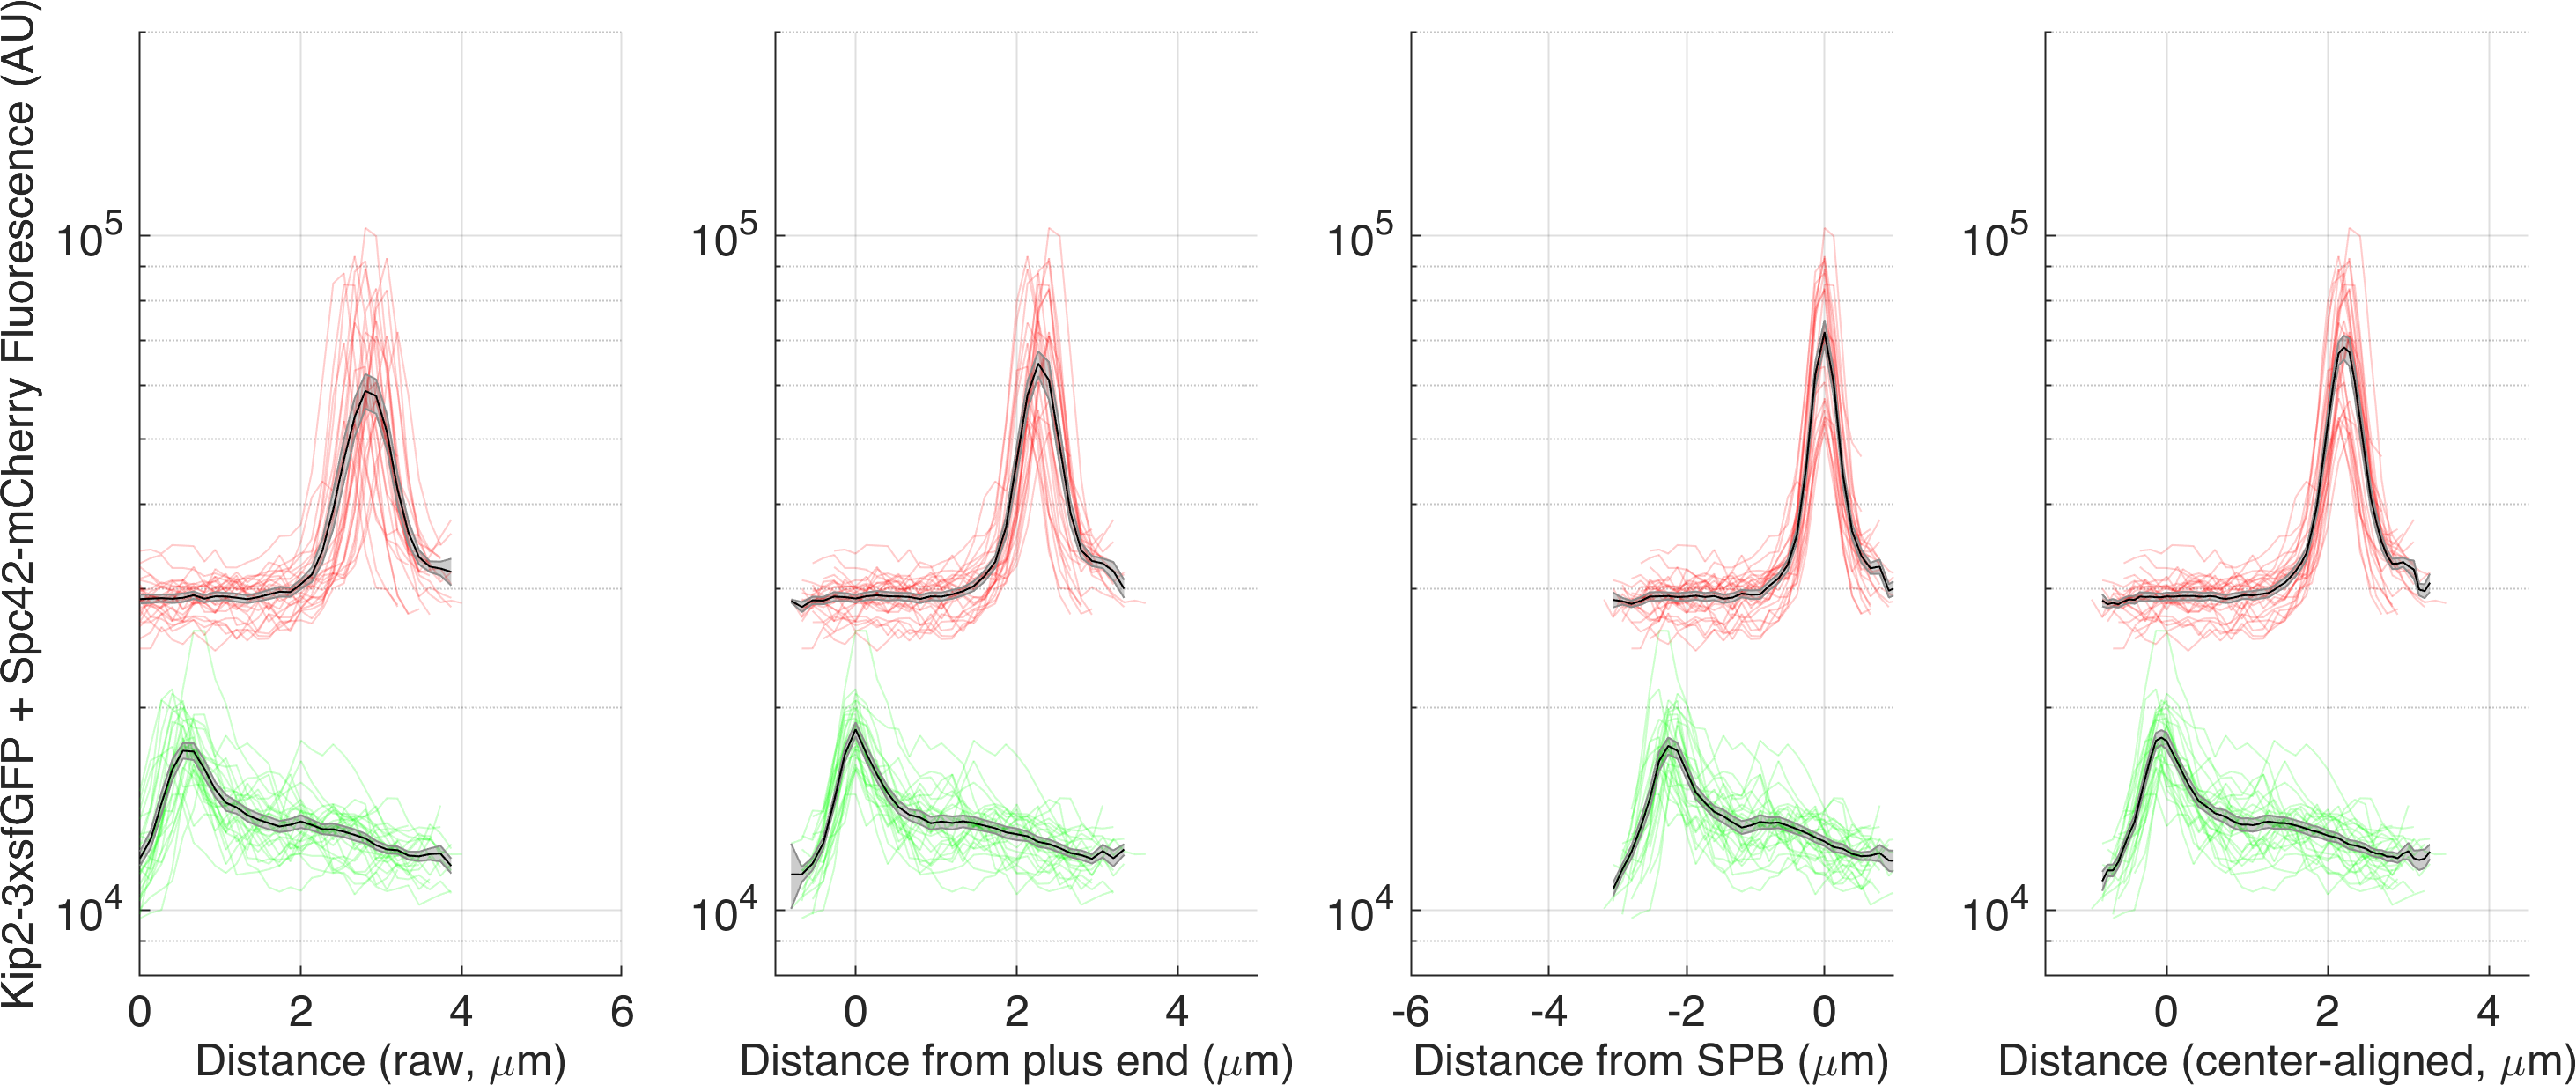 Kip2-3xsfGFP + Spc42-mCherry Fluorescence (AU)
10^5
10^4
0 2 4 6
Distance (raw, μm)
10^5
10^4
0 2 4
Distance from plus end (μm)
10^5
10^4
-6 -4 -2 0
Distance from SPB (μm)
10^5
10^4
0 2 4
Distance (center-aligned, μm)